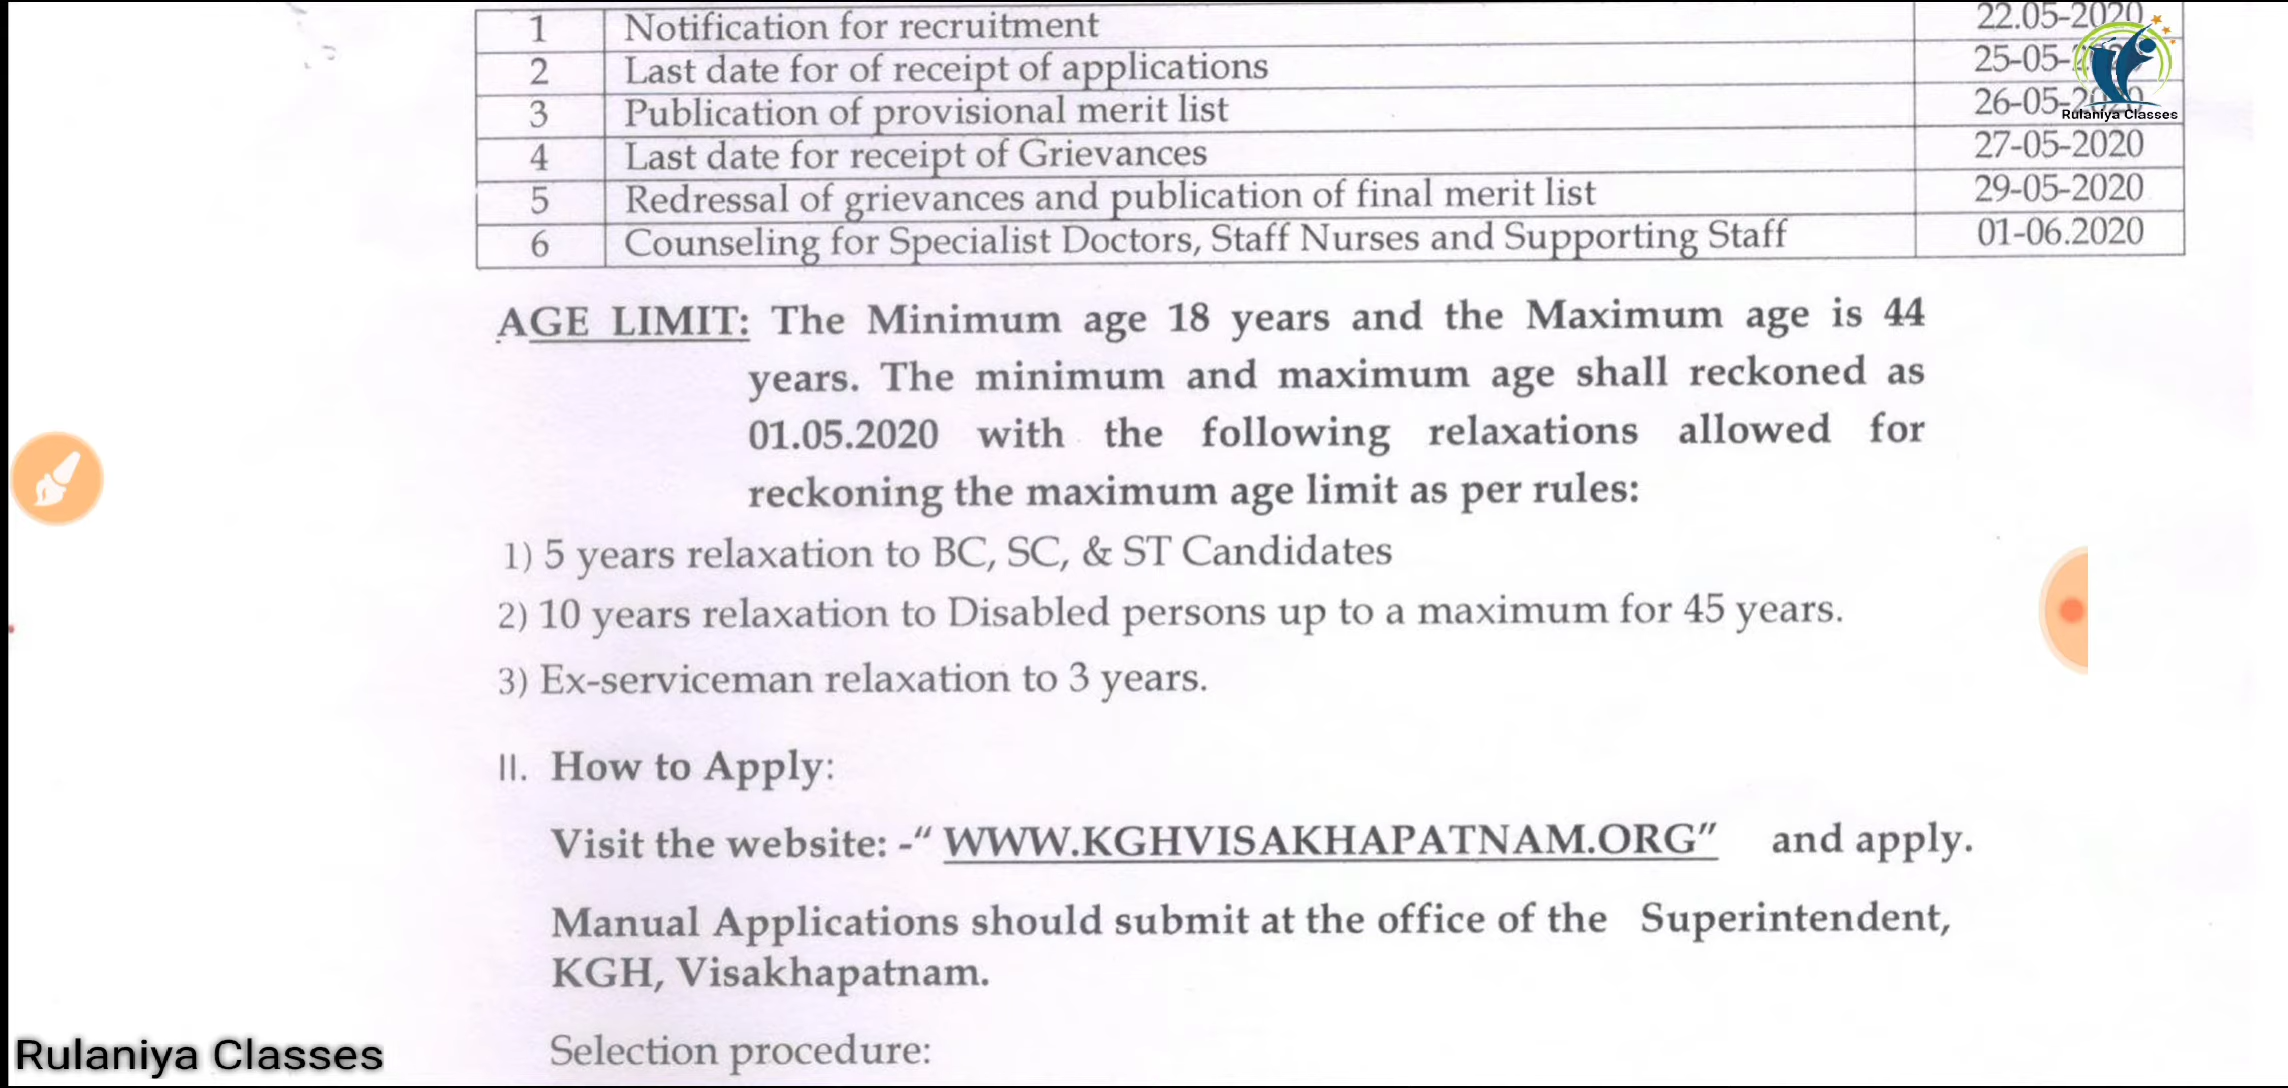 1 Notification for recruitment 22.05-2020
2 Last date for of receipt of applications 25-05-
3 Publication of provisional merit list 26-05-2020
Rulaniya Classes
4 Last date for receipt of Grievances 27-05-2020
5 Redressal of grievances and publication of final merit list 29-05-2020
6 Counseling for Specialist Doctors, Staff Nurses and Supporting Staff 01-06.2020
AGE LIMIT: The Minimum age 18 years and the Maximum age is 44
years. The minimum and maximum age shall reckoned as
01.05.2020 with the following relaxations allowed for
reckoning the maximum age limit as per rules:
1) 5 years relaxation to BC, SC, & ST Candidates
2) 10 years relaxation to Disabled persons up to a maximum for 45 years.
3) Ex-serviceman relaxation to 3 years.
II. How to Apply:
Visit the website: -“ WWW.KGHVISAKHAPATNAM.ORG” and apply.
Manual Applications should submit at the office of the Superintendent,
KGH, Visakhapatnam.
Selection procedure:
Rulaniya Classes